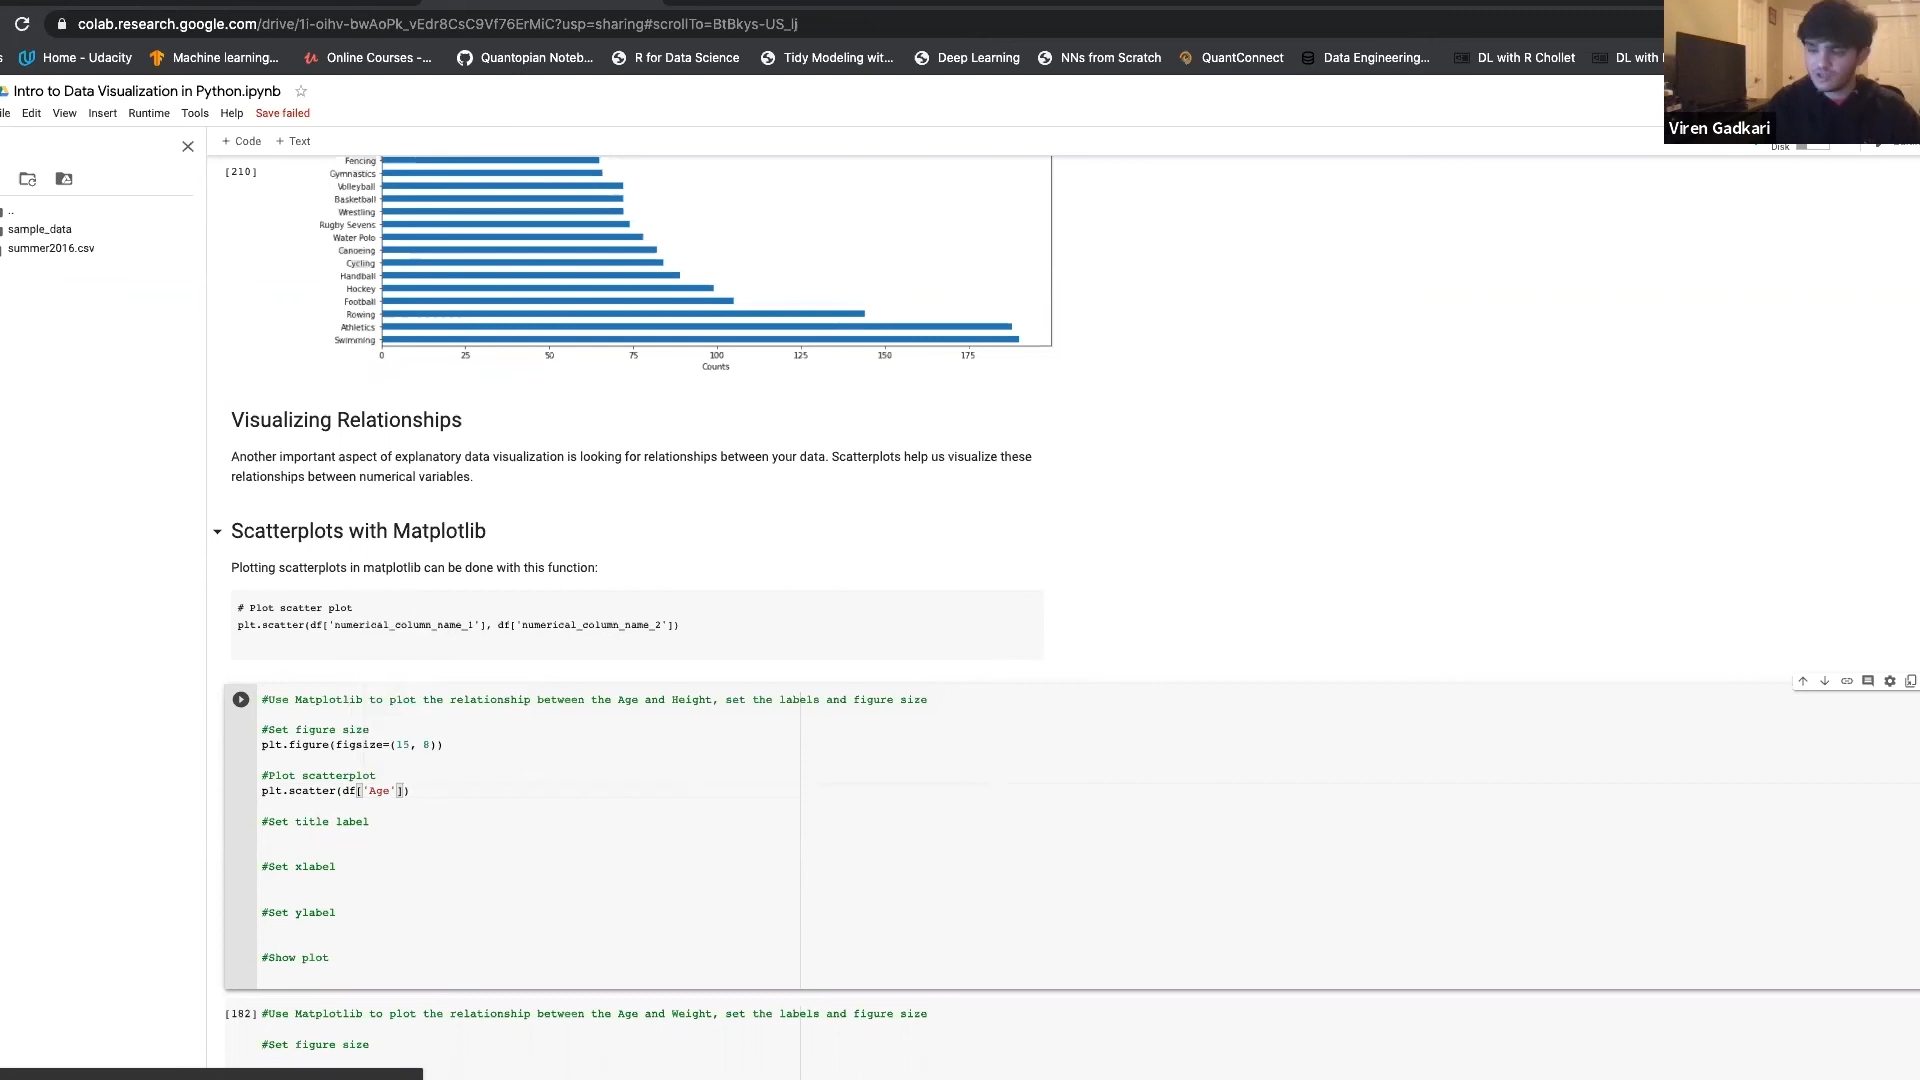 colab.research.google.com/drive/1i-oihv-bwAoPk_vEdr8CsC9Vf76ErMiC?usp=sharing#scrollTo=BtBkys-US_lj
Home - Udacity Machine learning... Online Courses -... Quantopian Noteb... R for Data Science Tidy Modeling wit... Deep Learning NNs from Scratch QuantConnect Data Engineering... DL with R Chollet DL with
Viren Gadkari
Intro to Data Visualization in Python.ipynb
ile Edit View Insert Runtime Tools Help Save failed
+ Code + Text
Disk
..
sample_data
summer2016.csv
[210]
Fencing
Gymnastics
Volleyball
Basketball
Wrestling
Rugby Sevens
Water Polo
Canoeing
Cycling
Handball
Hockey
Football
Rowing
Athletics
Swimming
0 25 50 75 100 125 150 175
Counts
Visualizing Relationships
Another important aspect of explanatory data visualization is looking for relationships between your data. Scatterplots help us visualize these
relationships between numerical variables.
Scatterplots with Matplotlib
Plotting scatterplots in matplotlib can be done with this function:
# Plot scatter plot
plt.scatter(df['numerical_column_name_1'], df['numerical_column_name_2'])
#Use Matplotlib to plot the relationship between the Age and Height, set the labels and figure size
#Set figure size
plt.figure(figsize=(15, 8))
#Plot scatterplot
plt.scatter(df['Age'])
#Set title label
#Set xlabel
#Set ylabel
#Show plot
[182] #Use Matplotlib to plot the relationship between the Age and Weight, set the labels and figure size
#Set figure size